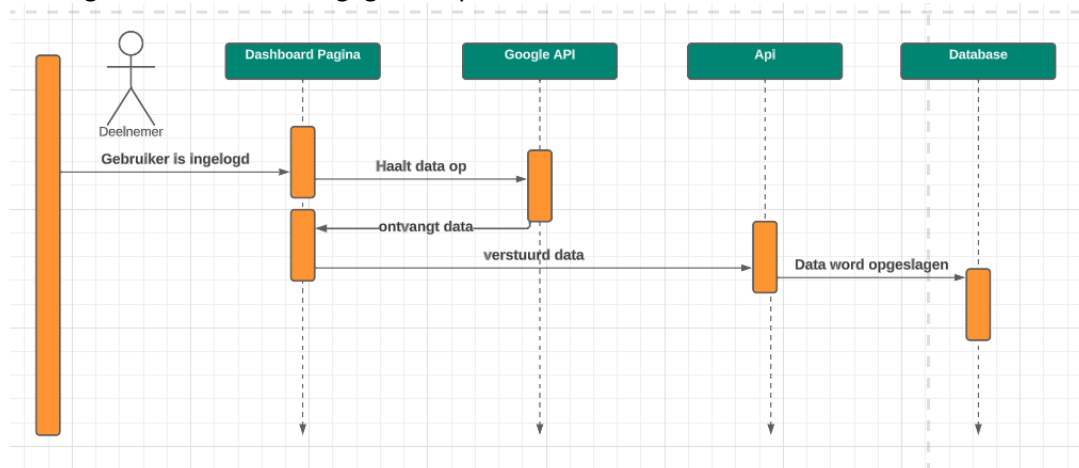 Dashboard Pagina
Google API
Api
Database
Deelnemer
Gebruiker is ingelogd
Haalt data op
ontvangt data
verstuurd data
Data word opgeslagen